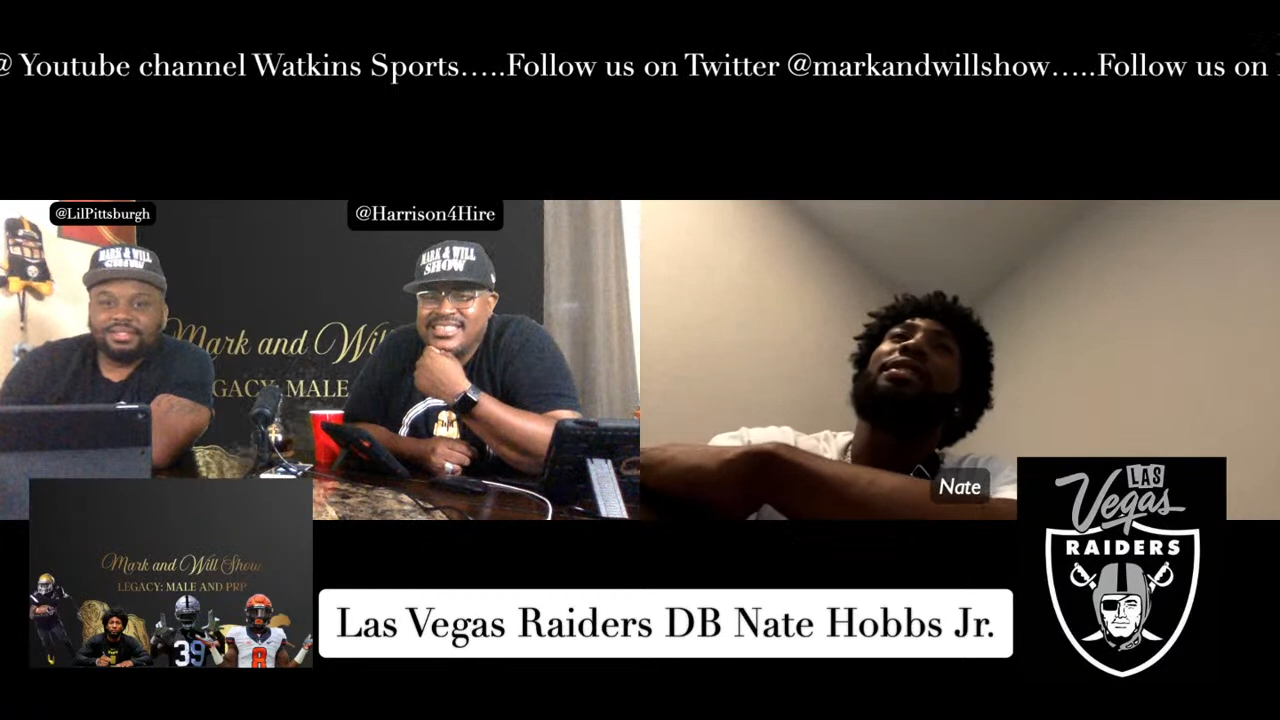 @ Youtube channel Watkins Sports.....Follow us on Twitter @markandwillshow.....Follow us on
@LilPittsburgh
@Harrison4Hire
MARK & WILL
SHOW
MARK & WILL
SHOW
Mark and Wil
GACY: MALE
Nate
LAS
Vegas
RAIDERS
Mark and Will Show
LEGACY: MALE AND PRP
39
8
Las Vegas Raiders DB Nate Hobbs Jr.